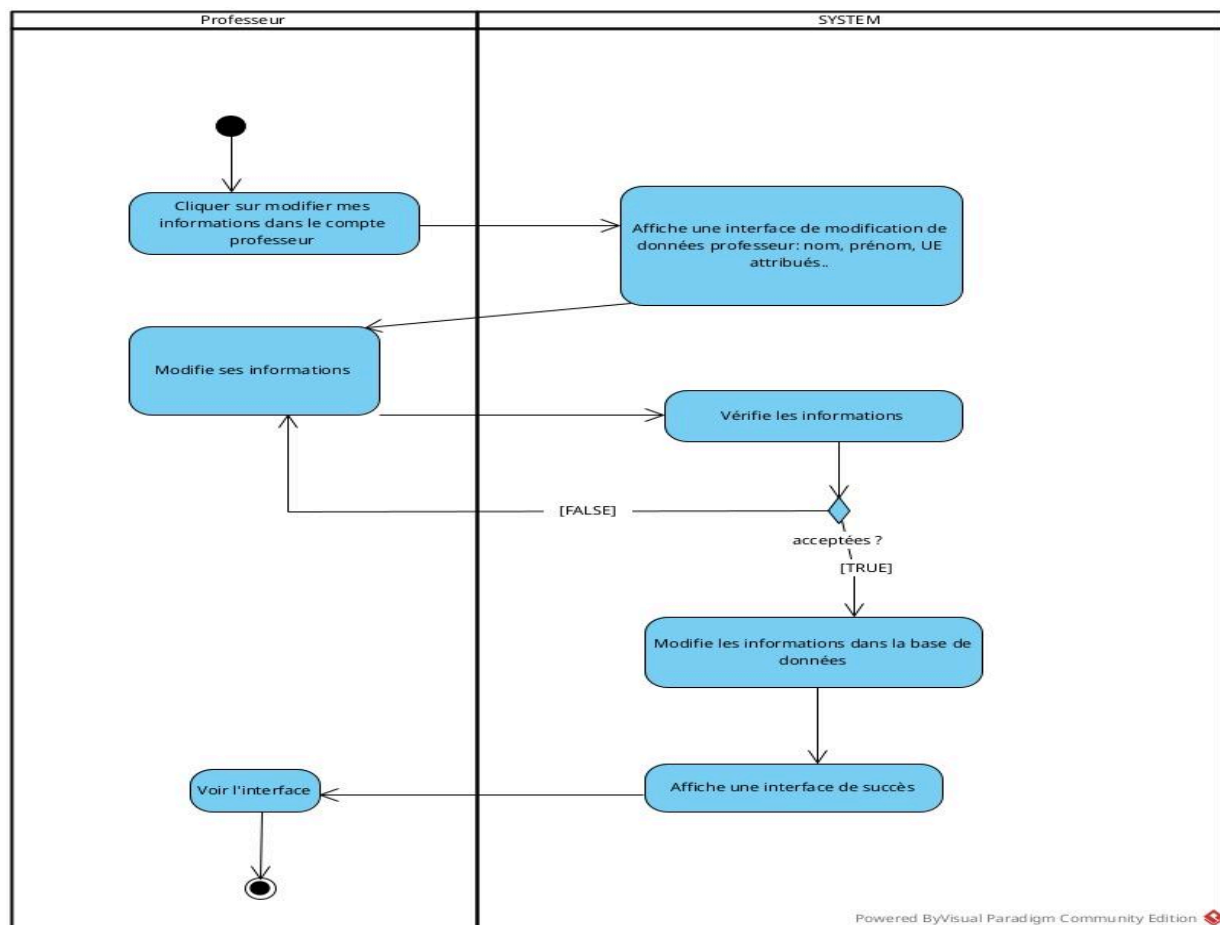 Professeur
SYSTEM
Cliquer sur modifier mes
informations dans le compte
professeur
Affiche une interface de modification de
données professeur: nom, prénom, UE
attribués..
Modifie ses informations
Vérifie les informations
[FALSE]
acceptées ?
[TRUE]
Modifie les informations dans la base de
données
Voir l'interface
Affiche une interface de succès
Powered ByVisual Paradigm Community Edition